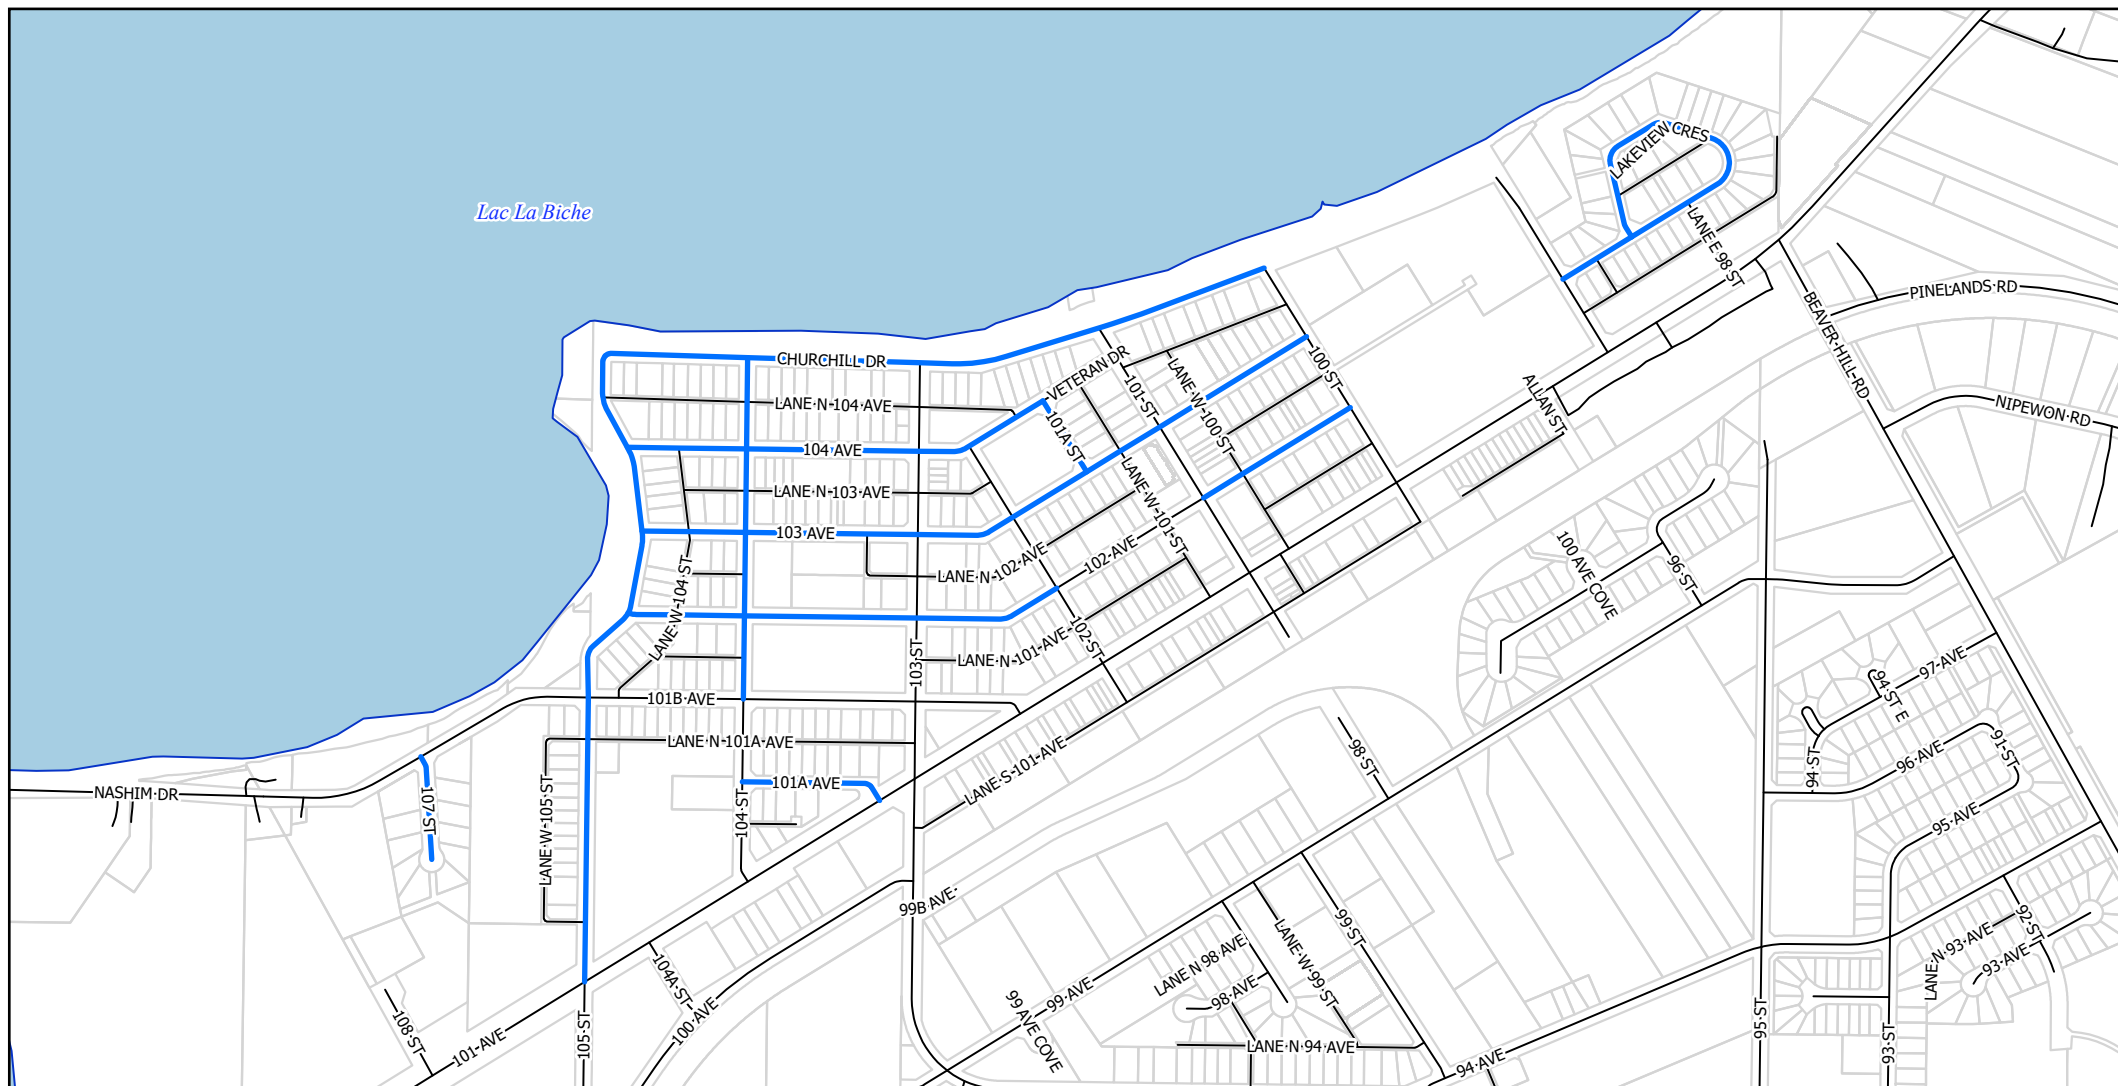 LAKEVIEW CRES
Lac La Biche
LANE E 98 ST
PINELANDS RD
BEAVER HILL RD
CHURCHILL DR
VETERAN DR
100 ST
101 ST
LANE W 100 ST
ALLAN ST
NIPEWON RD
LANE N 104 AVE
101A ST
104 AVE
LANE N 103 AVE
LANE W 101 ST
103 AVE
102 AVE
LANE N 102 AVE
100 AVE COVE
96 ST
LANE W 104 ST
102 ST
LANE N 101 AVE
103 ST
101B AVE
97 AVE
94 ST E
LANE N 101A AVE
LANE S 101 AVE
98 ST
91 ST
96 AVE
94 ST
NASHIM DR
107 ST
101A AVE
104 ST
LANE W 105 ST
95 AVE
99B AVE
99 ST
92 ST
LANE N 93 AVE
93 AVE
LANE N 98 AVE
LANE W 99 ST
98 AVE
99 AVE
104A ST
100 AVE
99 AVE COVE
108 ST
101 AVE
105 ST
95 ST
93 ST
LANE N 94 AVE
94 AVE